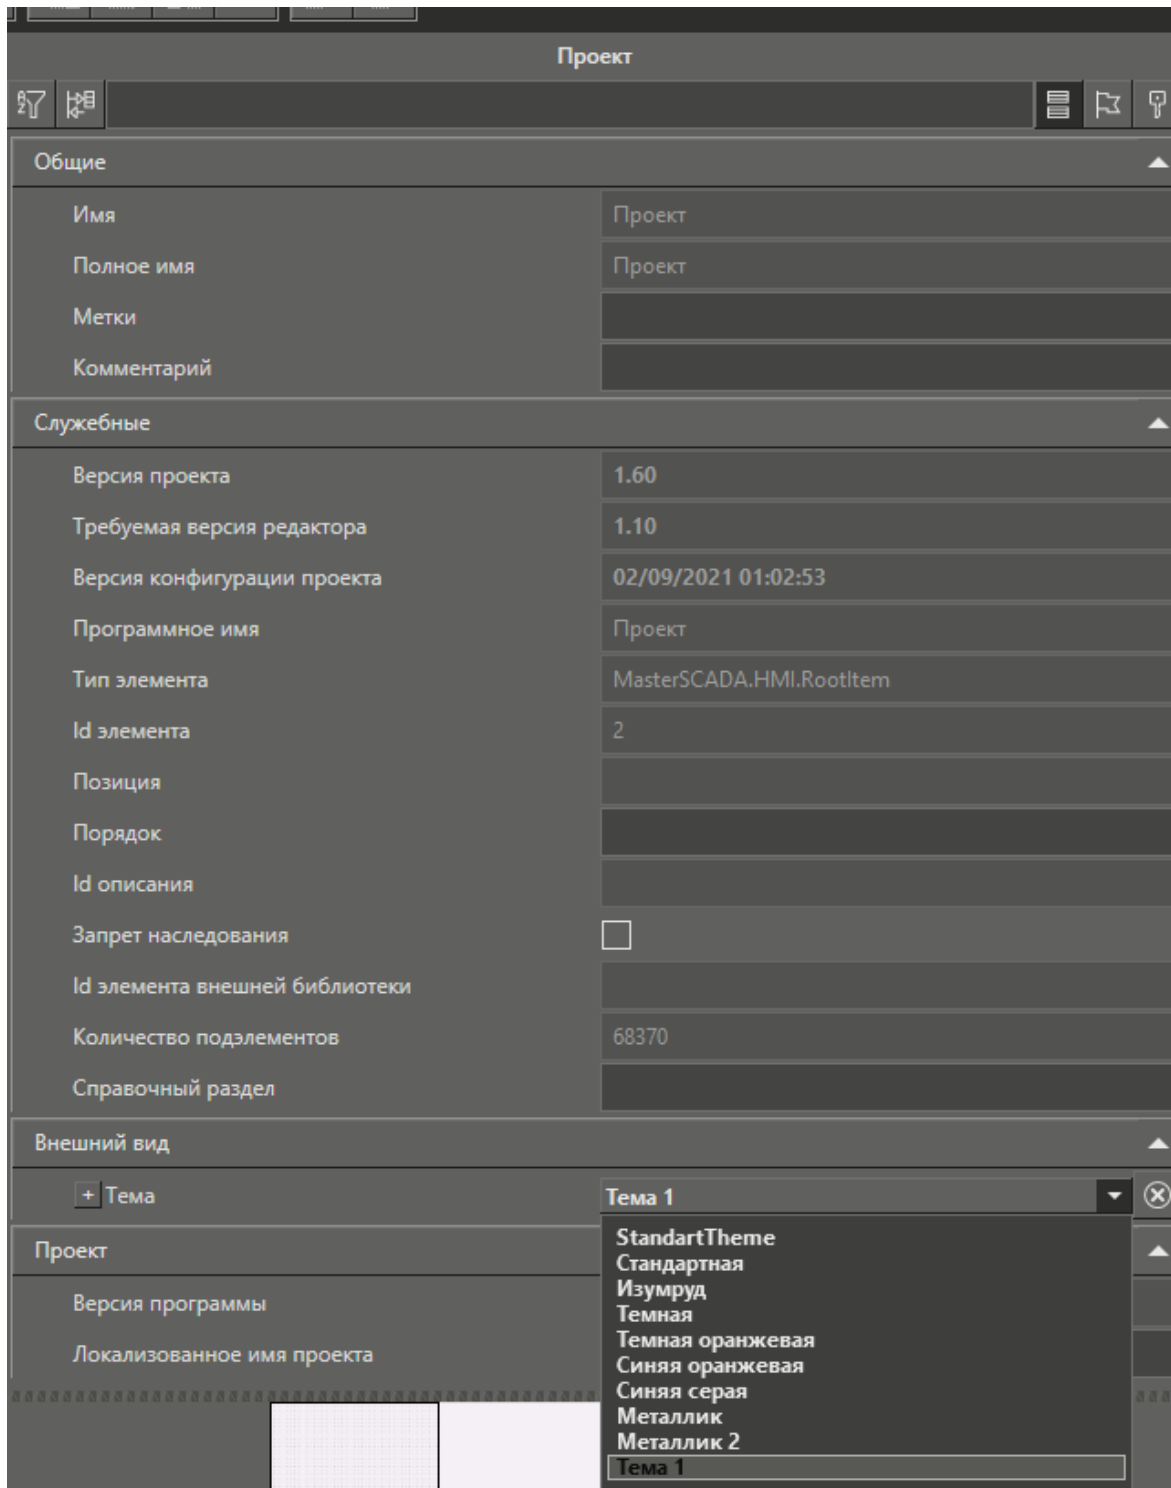 Проект
Общие
Имя Проект
Полное имя Проект
Метки
Комментарий
Служебные
Версия проекта 1.60
Требуемая версия редактора 1.10
Версия конфигурации проекта 02/09/2021 01:02:53
Программное имя Проект
Тип элемента MasterSCADA.HMI.RootItem
Id элемента 2
Позиция
Порядок
Id описания
Запрет наследования
Id элемента внешней библиотеки
Количество подэлементов 68370
Справочный раздел
Внешний вид
+ Тема Тема 1
Проект
Версия программы
Локализованное имя проекта
StandartTheme
Стандартная
Изумруд
Темная
Темная оранжевая
Синяя оранжевая
Синяя серая
Металлик
Металлик 2
Тема 1